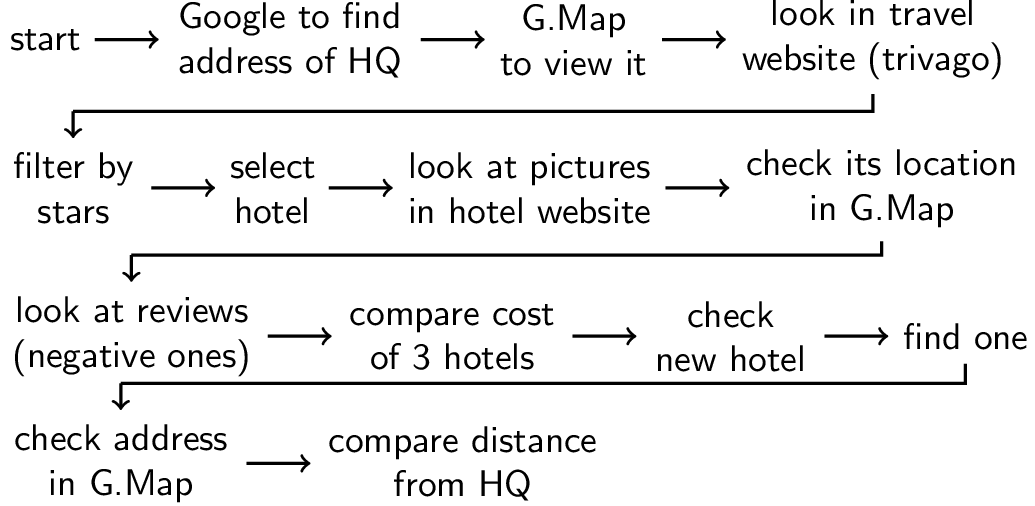 start
Google to find
address of HQ
G.Map
to view it
look in travel
website (trivago)
filter by
stars
select
hotel
look at pictures
in hotel website
check its location
in G.Map
look at reviews
(negative ones)
compare cost
of 3 hotels
check
new hotel
find one
check address
in G.Map
compare distance
from HQ